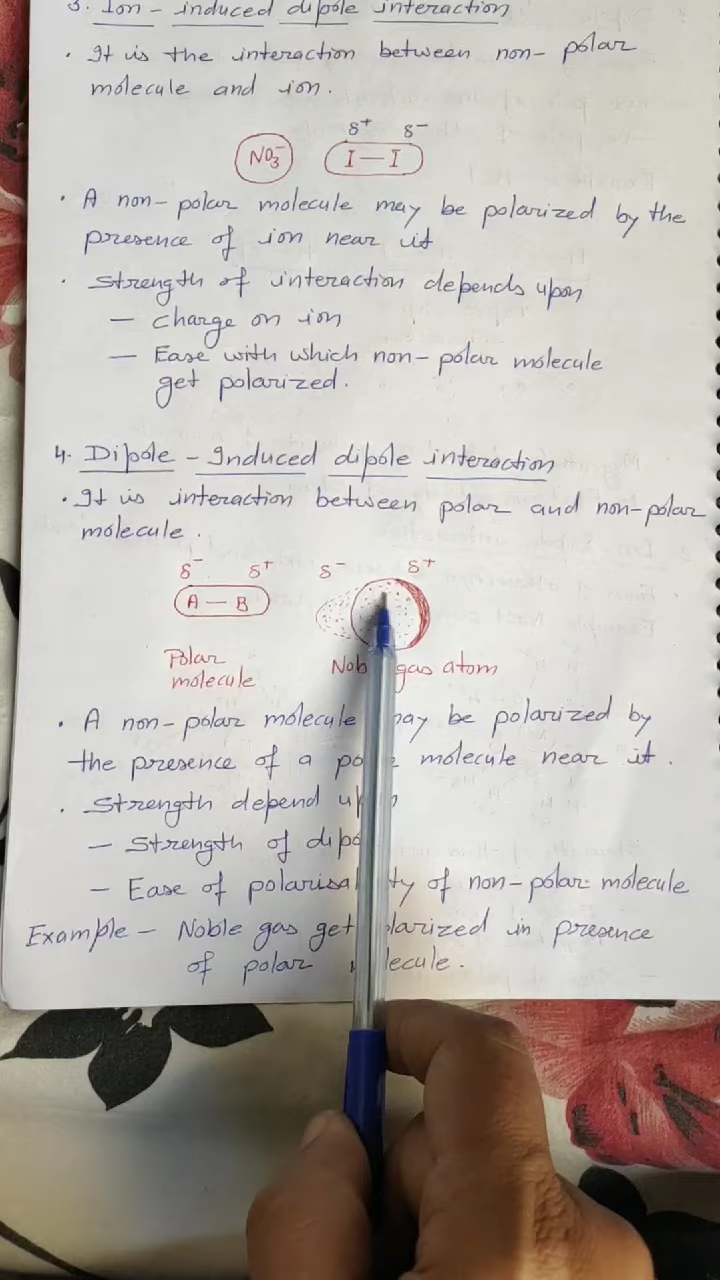 3. Ion - induced dipole interaction
• It is the interaction between non-polar
molecule and ion.
δ+ δ-
NO3- I — I
• A non-polar molecule may be polarized by the
presence of ion near it
• Strength of interaction depends upon
— Charge on ion
— Ease with which non-polar molecule
get polarized.
4. Dipole - Induced dipole interaction
• It is interaction between polar and non-polar
molecule.
δ- δ+ δ- δ+
A — B
Polar gas atom
molecule
• A non-polar molecule may be polarized by
the presence of a molecule near it.
• Strength depend
— Strength of
— Ease of of non-polar molecule
Example - Noble gas get in presence
of polar